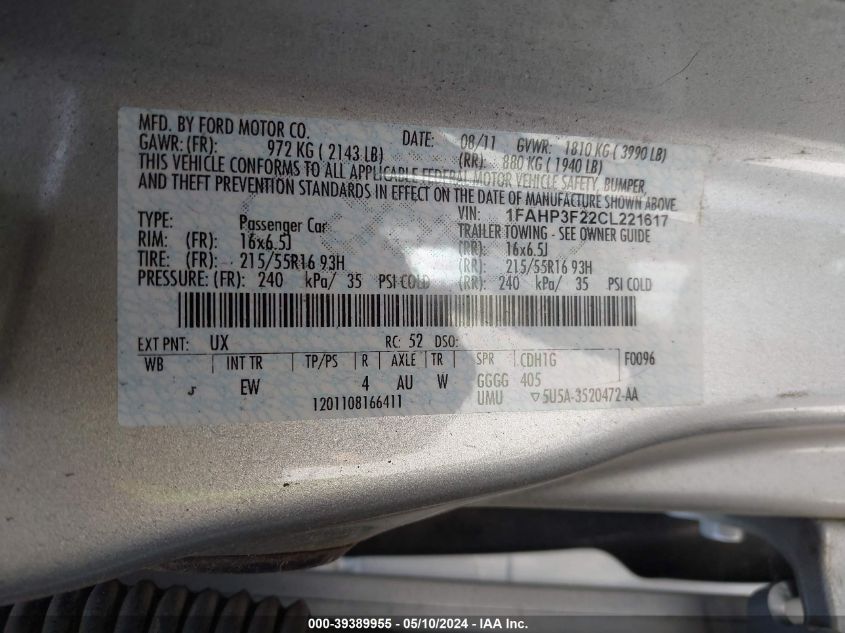 MFD. BY FORD MOTOR CO. DATE: 08/11 GVWR: 1810 KG ( 3990 LB)
GAWR: (FR): 972 KG ( 2143 LB) (RR): 880 KG ( 1940 LB)
THIS VEHICLE CONFORMS TO ALL APPLICABLE FEDERAL MOTOR VEHICLE SAFETY, BUMPER,
AND THEFT PREVENTION STANDARDS IN EFFECT ON THE DATE OF MANUFACTURE SHOWN ABOVE.
VIN: 1FAHP3F22CL221617
TYPE: Passenger Car TRAILER TOWING - SEE OWNER GUIDE
RIM: (FR): 16x6.5J (RR): 16x6.5J
TIRE: (FR): 215/55R16 93H (RR): 215/55R16 93H
PRESSURE: (FR): 240 kPa/ 35 PSI COLD (RR): 240 kPa/ 35 PSI COLD
EXT PNT: UX RC: 52 DSO:
WB INT TR TP/PS R AXLE TR SPR CDH1G F0096
EW 4 AU W GGGG 405
1201108166411 UMU ▽5U5A-3520472-AA
000-39389955 - 05/10/2024 - IAA Inc.